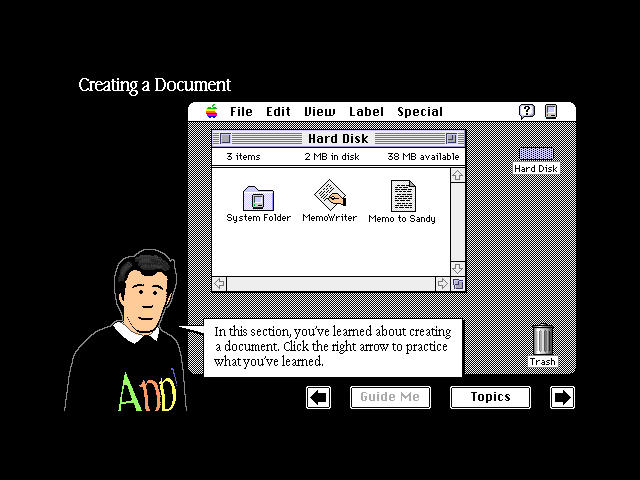 Creating a Document
File Edit View Label Special
Hard Disk
3 items 2 MB in disk 38 MB available
Hard Disk
System Folder MemoWriter Memo to Sandy
In this section, you've learned about creating
a document. Click the right arrow to practice
what you've learned.
Trash
Guide Me Topics